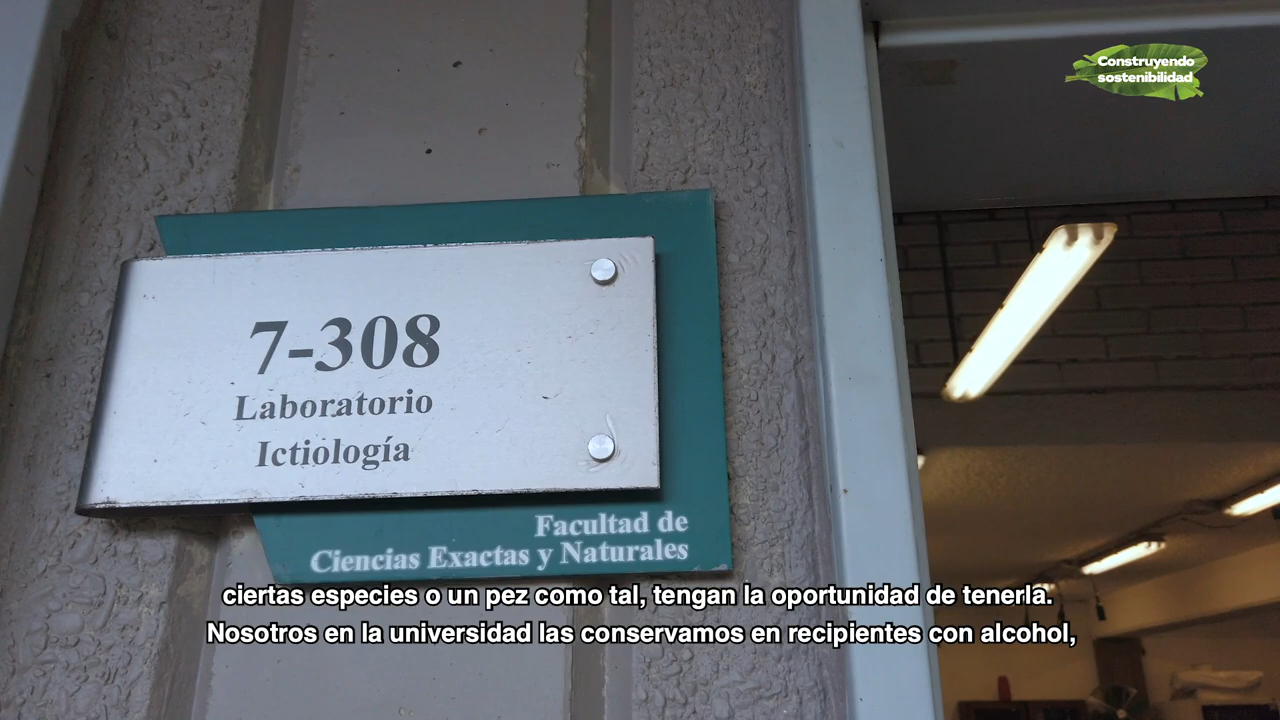 Construyendo
sostenibilidad
7-308
Laboratorio
Ictiología
Facultad de
Ciencias Exactas y Naturales
ciertas especies o un pez como tal, tengan la oportunidad de tenerla.
Nosotros en la universidad las conservamos en recipientes con alcohol,